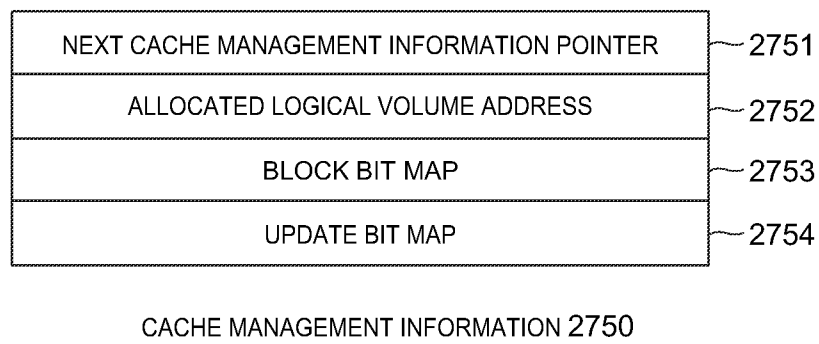 NEXT CACHE MANAGEMENT INFORMATION POINTER 2751
ALLOCATED LOGICAL VOLUME ADDRESS 2752
BLOCK BIT MAP 2753
UPDATE BIT MAP 2754
CACHE MANAGEMENT INFORMATION 2750